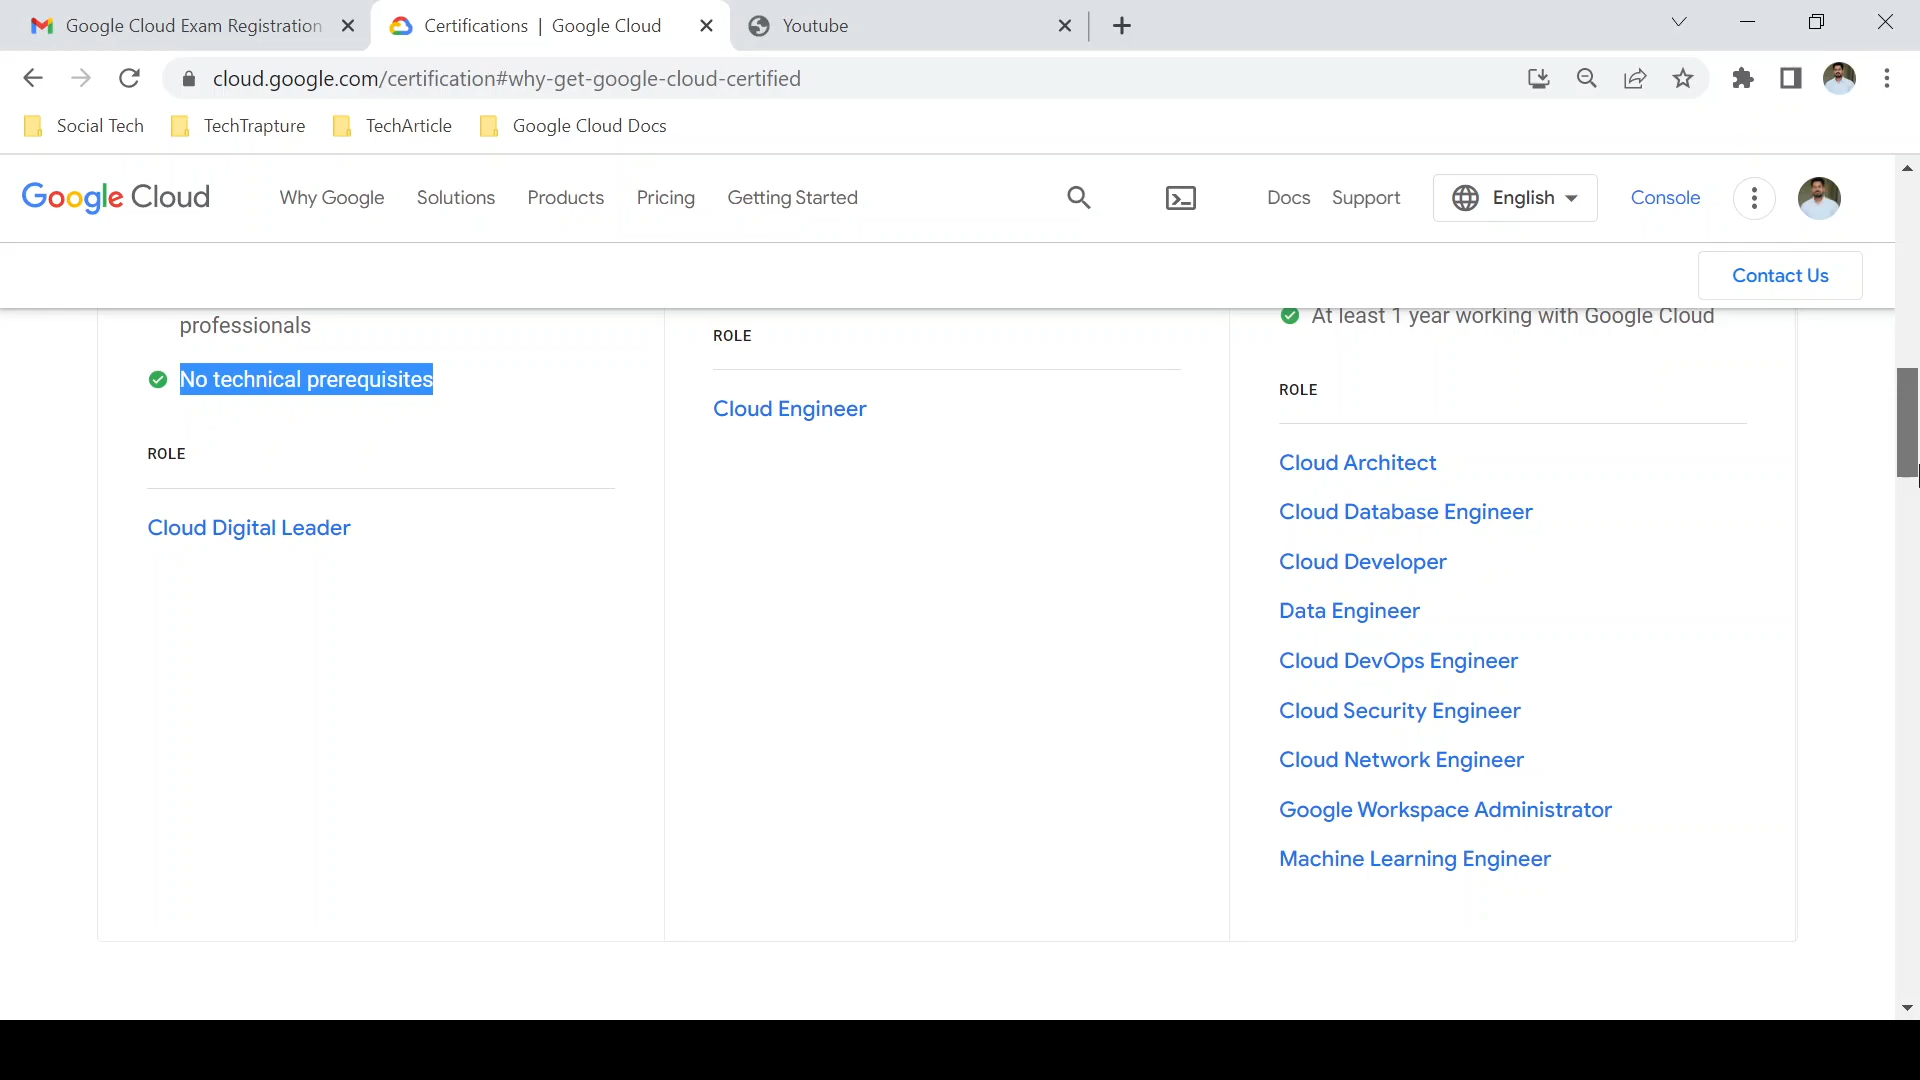 Google Cloud Exam Registration
Certifications | Google Cloud
Youtube
cloud.google.com/certification#why-get-google-cloud-certified
Social Tech
TechTrapture
TechArticle
Google Cloud Docs
Google Cloud
Why Google
Solutions
Products
Pricing
Getting Started
Docs
Support
English
Console
Contact Us
professionals
No technical prerequisites
ROLE
Cloud Digital Leader
ROLE
Cloud Engineer
At least 1 year working with Google Cloud
ROLE
Cloud Architect
Cloud Database Engineer
Cloud Developer
Data Engineer
Cloud DevOps Engineer
Cloud Security Engineer
Cloud Network Engineer
Google Workspace Administrator
Machine Learning Engineer